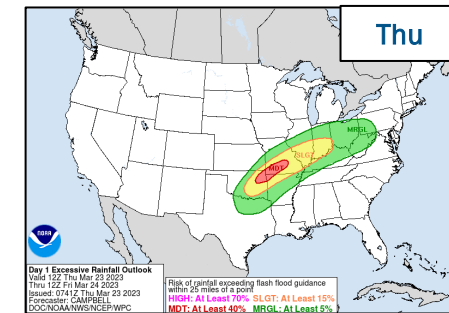 Thu
MRGL
SLGT
MDT
NOAA
Day 1 Excessive Rainfall Outlook
Valid 12Z Thu Mar 23 2023
Thru 12Z Fri Mar 24 2023
Issued: 0741Z Thu Mar 23 2023
Forecaster: CAMPBELL
DOC/NOAA/NWS/NCEP/WPC
Risk of rainfall exceeding flash flood guidance
within 25 miles of a point
HIGH: At Least 70% SLGT: At Least 15%
MDT: At Least 40% MRGL: At Least 5%